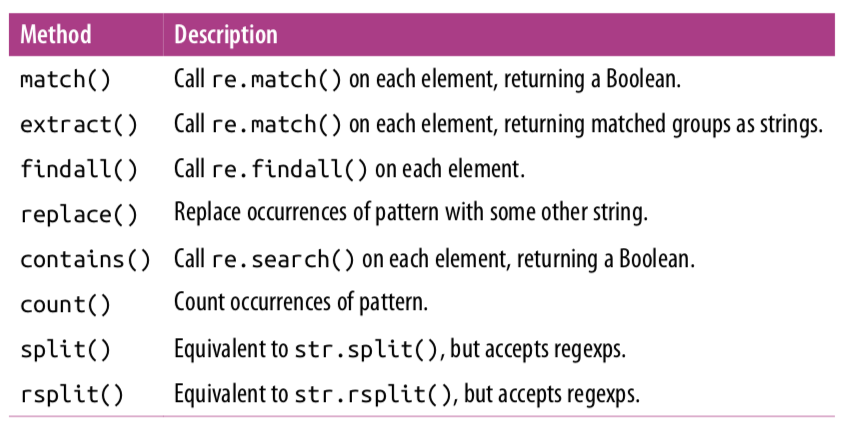 Method Description
match() Call re.match() on each element, returning a Boolean.
extract() Call re.match() on each element, returning matched groups as strings.
findall() Call re.findall() on each element.
replace() Replace occurrences of pattern with some other string.
contains() Call re.search() on each element, returning a Boolean.
count() Count occurrences of pattern.
split() Equivalent to str.split(), but accepts regexps.
rsplit() Equivalent to str.rsplit(), but accepts regexps.